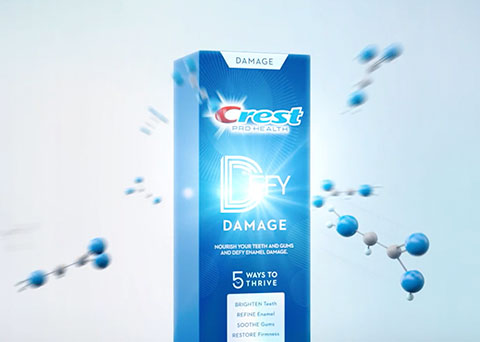 DAMAGE
Crest
PRO HEALTH
DEFY
DAMAGE
NOURISH YOUR TEETH AND GUMS
AND DEFY ENAMEL DAMAGE.
5 WAYS TO
THRIVE
BRIGHTEN Teeth
REFINE Enamel
SOOTHE Gums
RESTORE Firmness